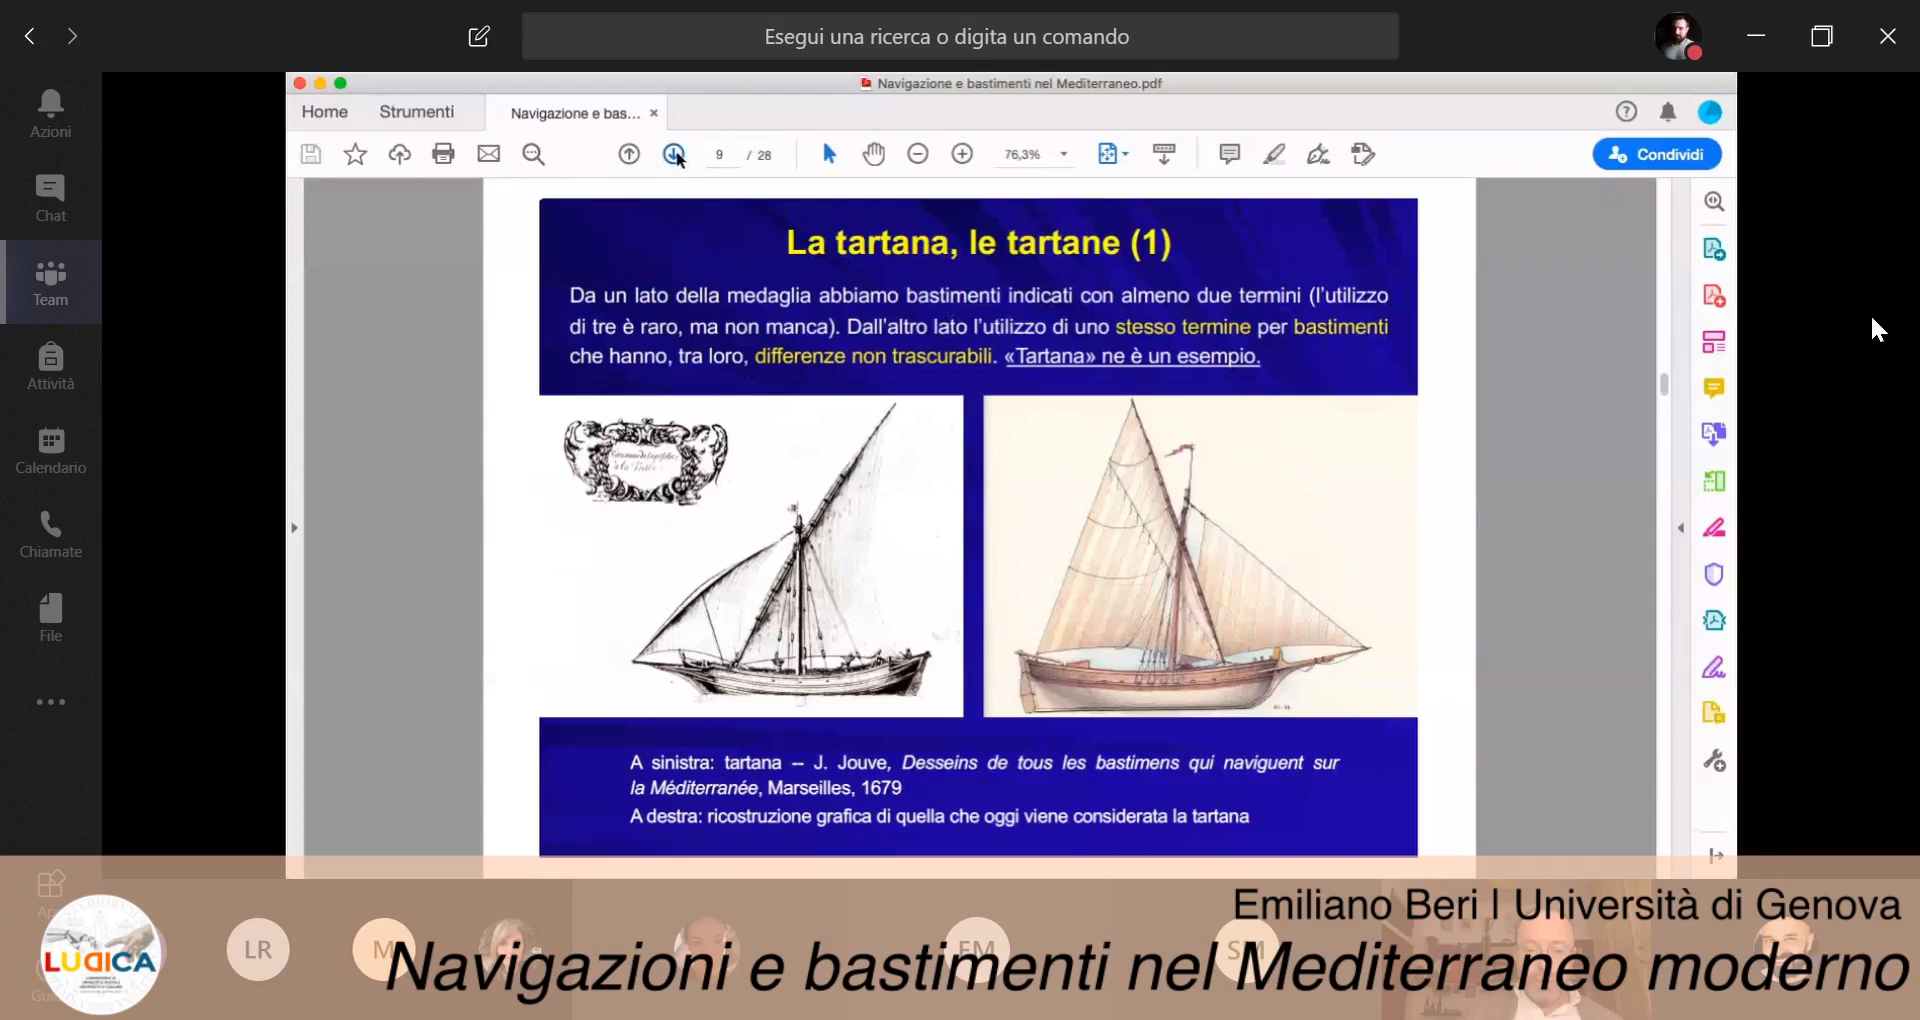 Esegui una ricerca o digita un comando
Azioni
Chat
Team
Attività
Calendario
Chiamate
File
Navigazione e bastimenti nel Mediterraneo.pdf
Home
Strumenti
Navigazione e bas...
9 / 28
76,3%
Condividi
La tartana, le tartane (1)
Da un lato della medaglia abbiamo bastimenti indicati con almeno due termini (l'utilizzo
di tre è raro, ma non manca). Dall'altro lato l'utilizzo di uno stesso termine per bastimenti
che hanno, tra loro, differenze non trascurabili. «Tartana» ne è un esempio.
A sinistra: tartana -- J. Jouve, Desseins de tous les bastimens qui naviguent sur
la Méditerranée, Marseilles, 1679
A destra: ricostruzione grafica di quella che oggi viene considerata la tartana
LUDICA
LR
M
FM
SM
Emiliano Beri | Università di Genova
Navigazioni e bastimenti nel Mediterraneo moderno